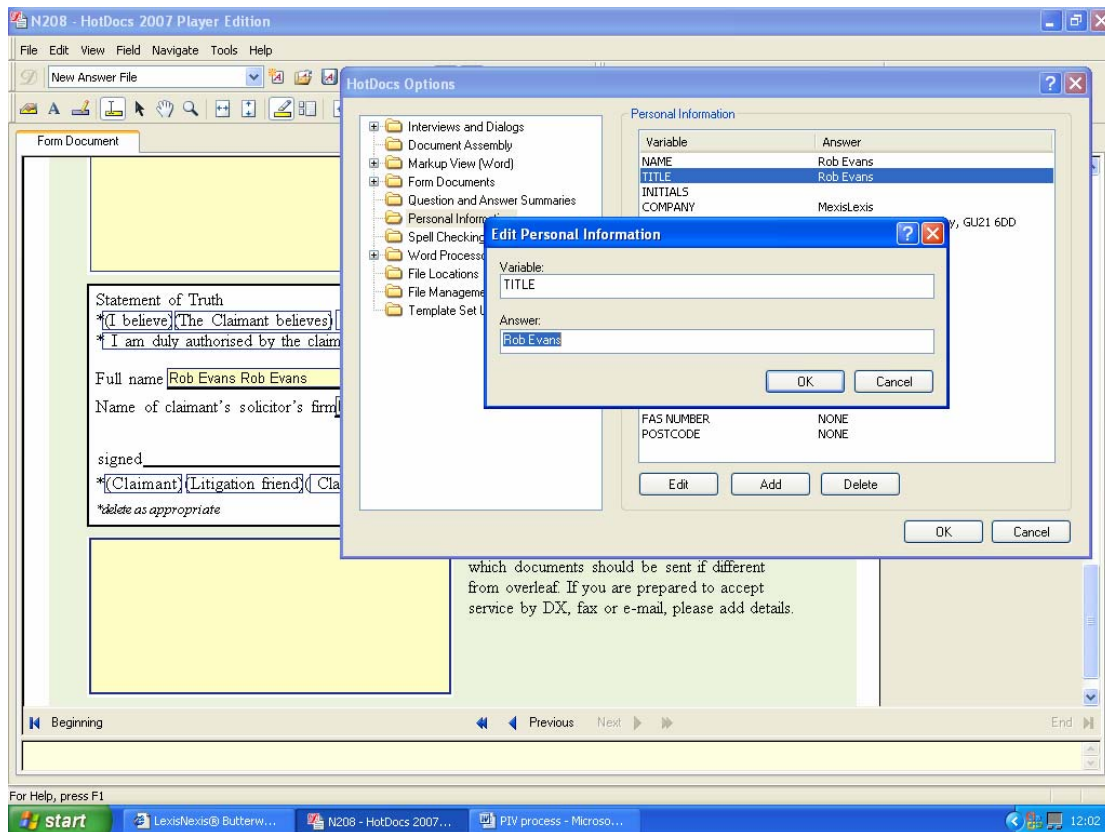 N208 - HotDocs 2007 Player Edition
File Edit View Field Navigate Tools Help
New Answer File
Form Document
HotDocs Options
Interviews and Dialogs
Document Assembly
Markup View (Word)
Form Documents
Question and Answer Summaries
Personal Information
Spell Checking
Word Processo
File Locations
File Manageme
Template Set U
Personal Information
Variable Answer
NAME Rob Evans
TITLE Rob Evans
INITIALS
COMPANY MexisLexis
y, GU21 6DD
FAS NUMBER NONE
POSTCODE NONE
Edit Add Delete
OK Cancel
Edit Personal Information
Variable:
TITLE
Answer:
Rob Evans
OK Cancel
Statement of Truth
*(I believe)(The Claimant believes)
* I am duly authorised by the claim
Full name Rob Evans Rob Evans
Name of claimant's solicitor's firm
signed
*(Claimant)(Litigation friend)( Cla
*delete as appropriate
which documents should be sent if different
from overleaf. If you are prepared to accept
service by DX, fax or e-mail, please add details.
Beginning Previous Next End
For Help, press F1
start LexisNexis® Butterw... N208 - HotDocs 2007... PIV process - Microso... 12:02